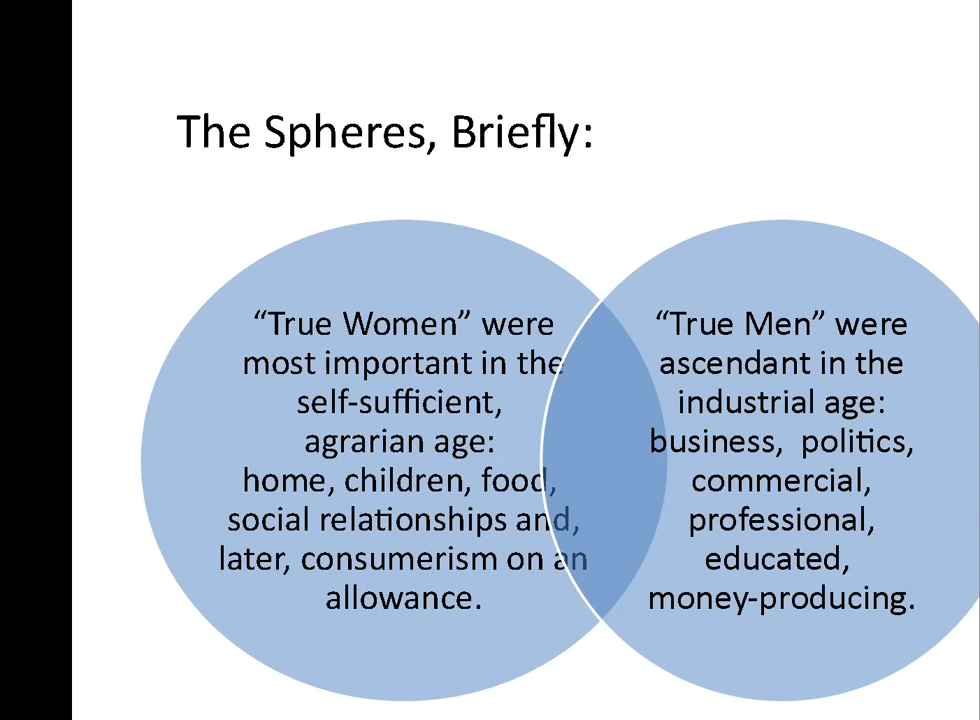 The Spheres, Briefly:
“True Women” were
most important in the
self-sufficient,
agrarian age:
home, children, food,
social relationships and,
later, consumerism on an
allowance.
“True Men” were
ascendant in the
industrial age:
business,  politics,
commercial,
professional,
educated,
money-producing.